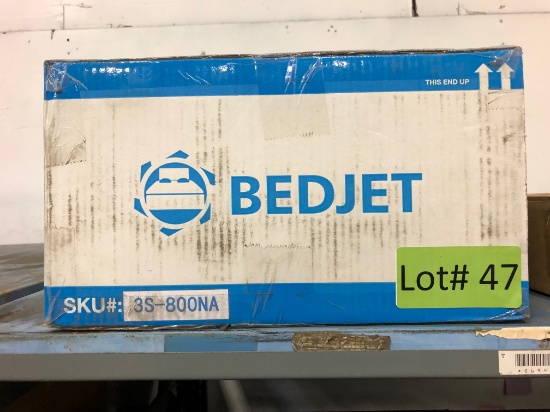 THIS END UP
BEDJET
Lot# 47
SKU#: 3S-800NA